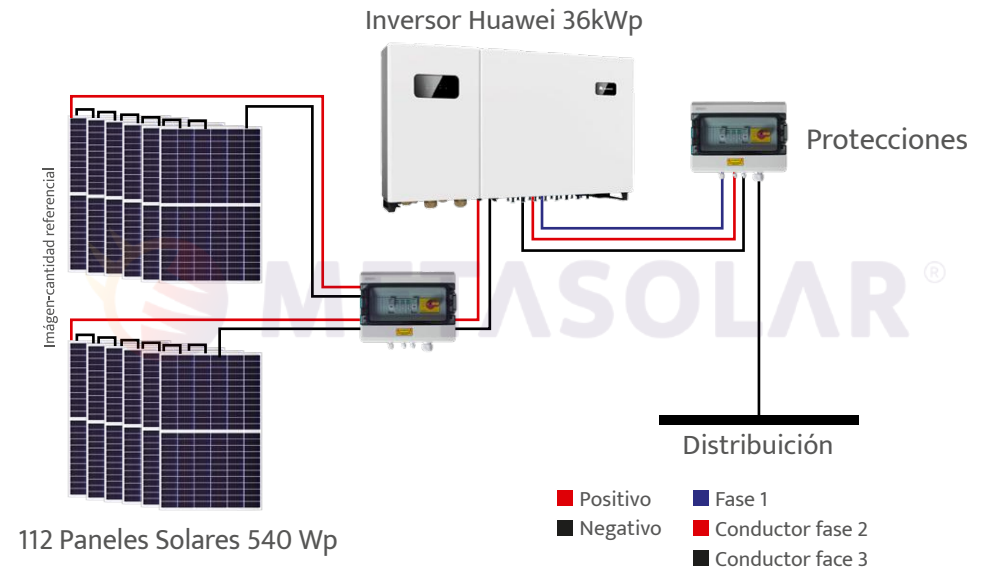 Inversor Huawei 36kWp
Protecciones
Imágen-cantidad referencial
METASOLAR®
Distribuición
Positivo
Negativo
Fase 1
Conductor fase 2
Conductor face 3
112 Paneles Solares 540 Wp